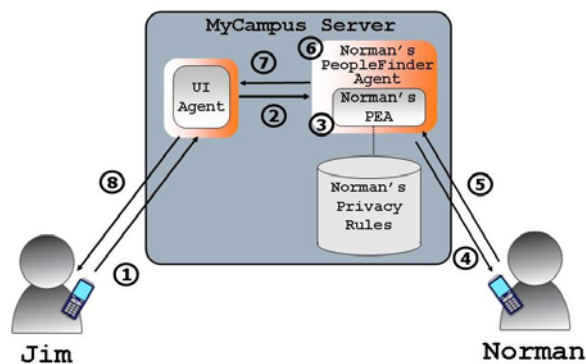 MyCampus Server
⑥
Norman's
PeopleFinder
Agent
⑦
UI
Agent
②
Norman's
PEA
③
⑧
Norman's
Privacy
Rules
⑤
①
④
Jim
Norman